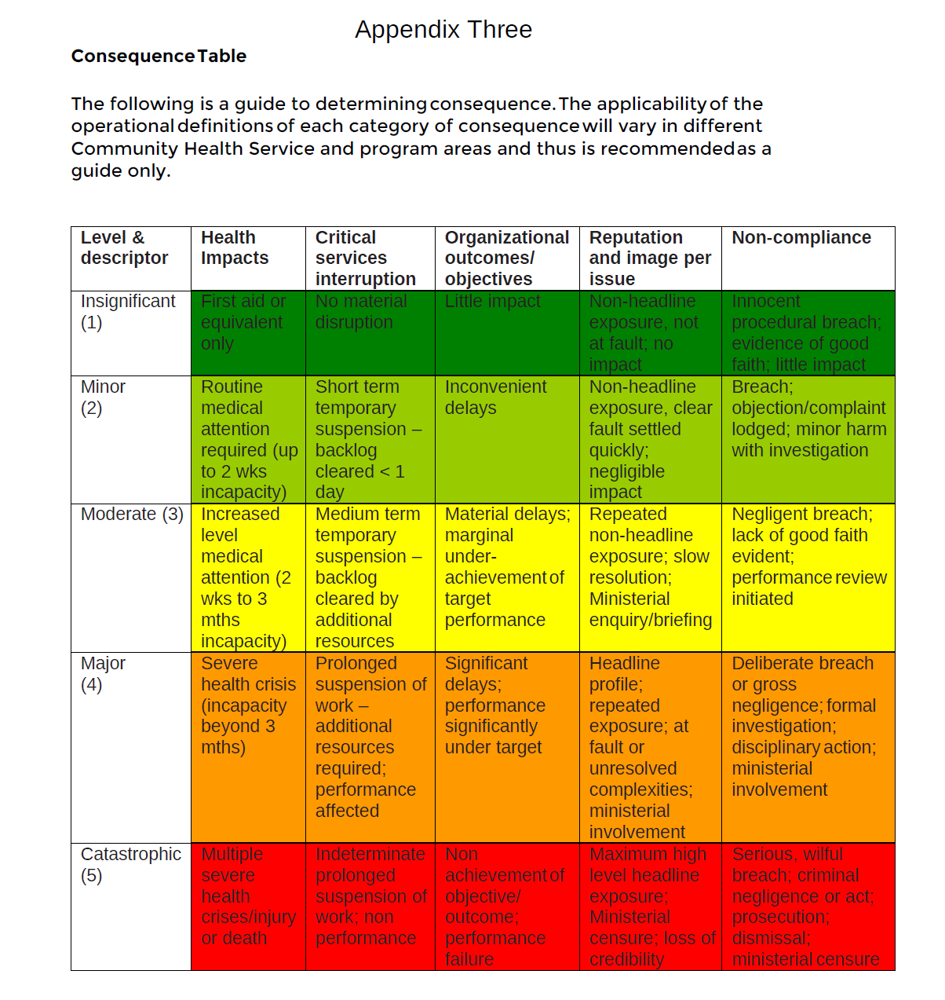 Appendix Three
Consequence Table
The following is a guide to determining consequence. The applicability of the
operational definitions of each category of consequence will vary in different
Community Health Service and program areas and thus is recommended as a
guide only.
Level &
descriptor
Health
Impacts
Critical
services
interruption
Organizational
outcomes/
objectives
Reputation
and image per
issue
Non-compliance
Insignificant
(1)
First aid or
equivalent
only
No material
disruption
Little impact
Non-headline
exposure, not
at fault; no
impact
Innocent
procedural breach;
evidence of good
faith; little impact
Minor
(2)
Routine
medical
attention
required (up
to 2 wks
incapacity)
Short term
temporary
suspension –
backlog
cleared < 1
day
Inconvenient
delays
Non-headline
exposure, clear
fault settled
quickly;
negligible
impact
Breach;
objection/complaint
lodged; minor harm
with investigation
Moderate (3)
Increased
level
medical
attention (2
wks to 3
mths
incapacity)
Medium term
temporary
suspension –
backlog
cleared by
additional
resources
Material delays;
marginal
under-
achievement of
target
performance
Repeated
non-headline
exposure; slow
resolution;
Ministerial
enquiry/briefing
Negligent breach;
lack of good faith
evident;
performance review
initiated
Major
(4)
Severe
health crisis
(incapacity
beyond 3
mths)
Prolonged
suspension of
work –
additional
resources
required;
performance
affected
Significant
delays;
performance
significantly
under target
Headline
profile;
repeated
exposure; at
fault or
unresolved
complexities;
ministerial
involvement
Deliberate breach
or gross
negligence; formal
investigation;
disciplinary action;
ministerial
involvement
Catastrophic
(5)
Multiple
severe
health
crises/injury
or death
Indeterminate
prolonged
suspension of
work; non
performance
Non
achievement of
objective/
outcome;
performance
failure
Maximum high
level headline
exposure;
Ministerial
censure; loss of
credibility
Serious, wilful
breach; criminal
negligence or act;
prosecution;
dismissal;
ministerial censure